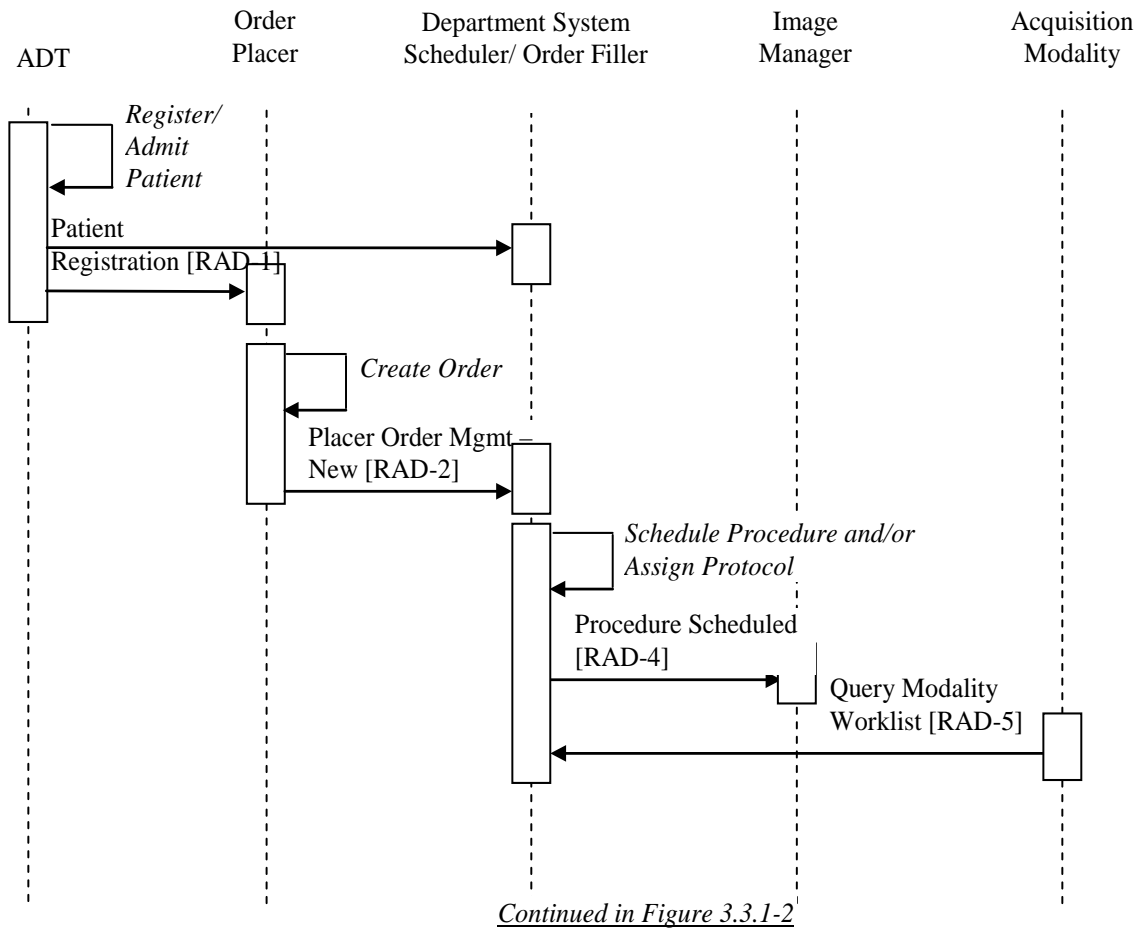 ADT
Order
Placer
Department System
Scheduler/ Order Filler
Image
Manager
Acquisition
Modality
Register/
Admit
Patient
Patient
Registration [RAD-1]
Create Order
Placer Order Mgmt –
New [RAD-2]
Schedule Procedure and/or
Assign Protocol
Procedure Scheduled
[RAD-4]
Query Modality
Worklist [RAD-5]
Continued in Figure 3.3.1-2